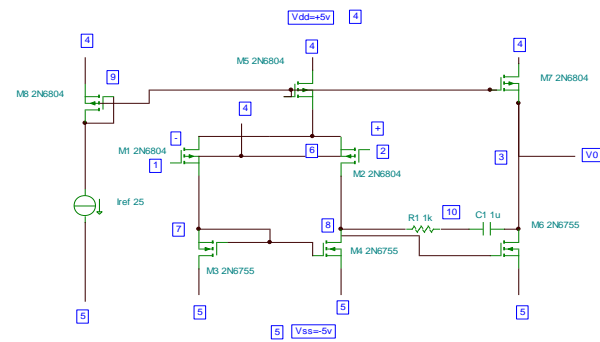 Vdd=+5v 4
4 4 4
M5 2N6804
9
M7 2N6804
M8 2N6804
4
- +
M1 2N6804 6 2
1 3 V0
M2 2N6804
Iref 25
7 8 R1 1k 10 C1 1u M6 2N6755
M4 2N6755
M3 2N6755
5 5 5 5
5 Vss=-5v